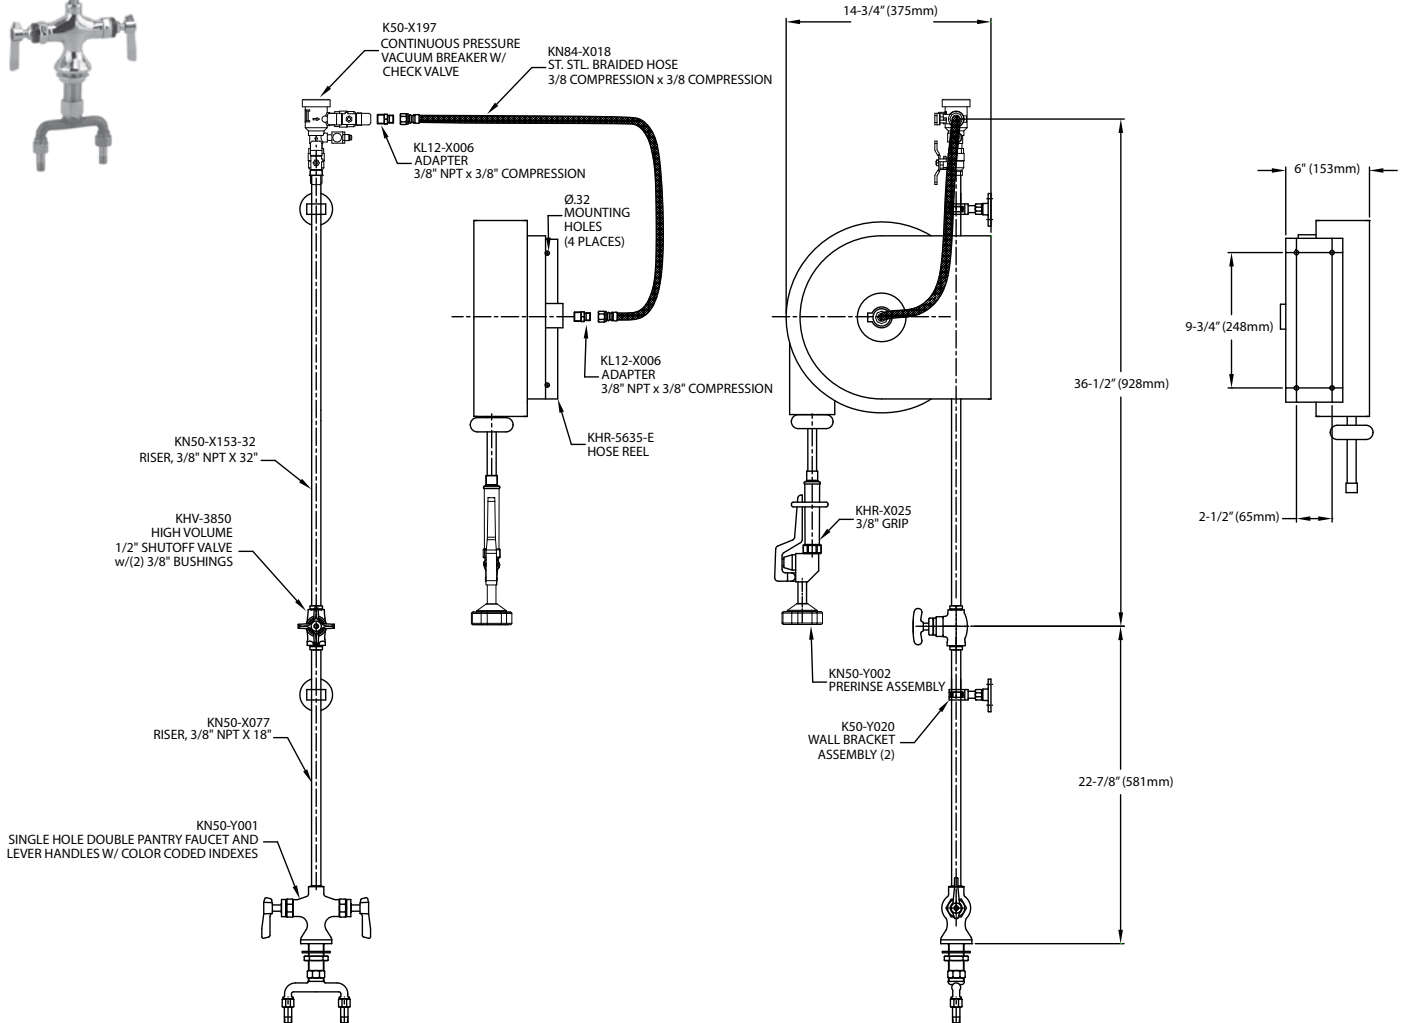 14-3/4" (375mm)
K50-X197
CONTINUOUS PRESSURE
VACUUM BREAKER W/
CHECK VALVE
KN84-X018
ST. STL. BRAIDED HOSE
3/8 COMPRESSION x 3/8 COMPRESSION
KL12-X006
ADAPTER
3/8" NPT x 3/8" COMPRESSION
Ø.32
MOUNTING
HOLES
(4 PLACES)
6" (153mm)
9-3/4" (248mm)
KL12-X006
ADAPTER
3/8" NPT x 3/8" COMPRESSION
36-1/2" (928mm)
KHR-5635-E
HOSE REEL
KN50-X153-32
RISER, 3/8" NPT X 32"
KHV-3850
HIGH VOLUME
1/2" SHUTOFF VALVE
w/(2) 3/8" BUSHINGS
KHR-X025
3/8" GRIP
2-1/2" (65mm)
KN50-Y002
PRERINSE ASSEMBLY
KN50-X077
RISER, 3/8" NPT X 18"
K50-Y020
WALL BRACKET
ASSEMBLY (2)
22-7/8" (581mm)
KN50-Y001
SINGLE HOLE DOUBLE PANTRY FAUCET AND
LEVER HANDLES W/ COLOR CODED INDEXES